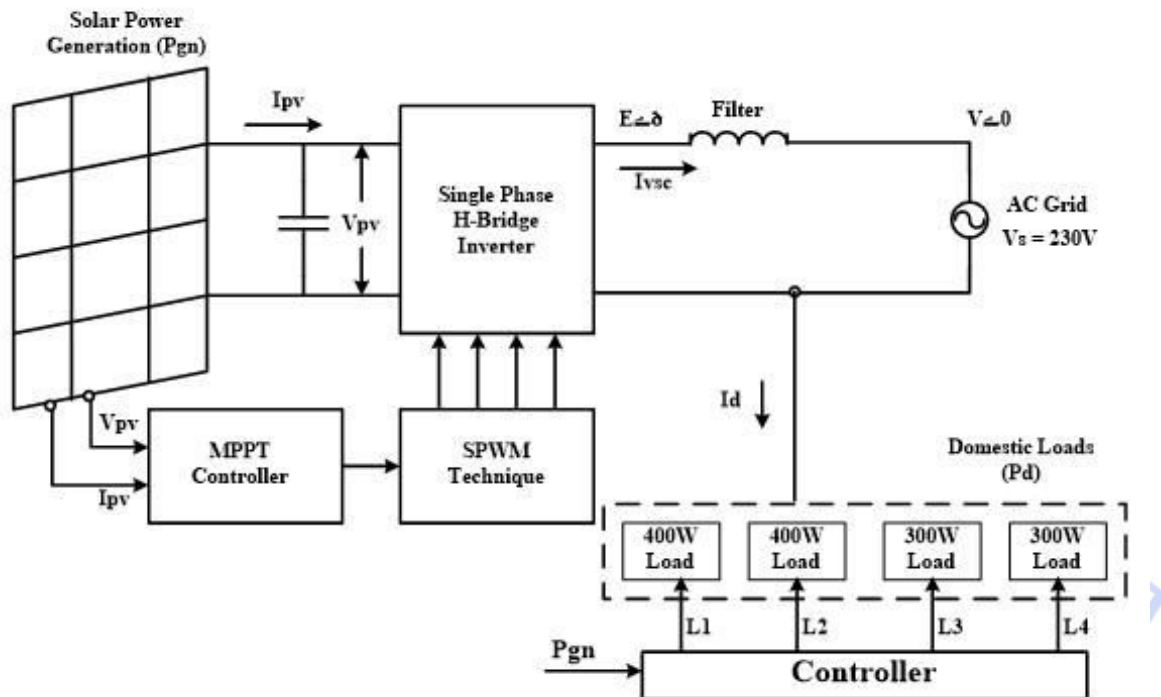 Solar Power
Generation (Pgn)
Ipv
Vpv
Single Phase
H-Bridge
Inverter
E∠δ
Filter
Ivsc
V∠0
AC Grid
Vs = 230V
Vpv
Ipv
MPPT
Controller
SPWM
Technique
Id
Domestic Loads
(Pd)
400W
Load
400W
Load
300W
Load
300W
Load
L1
L2
L3
L4
Pgn
Controller